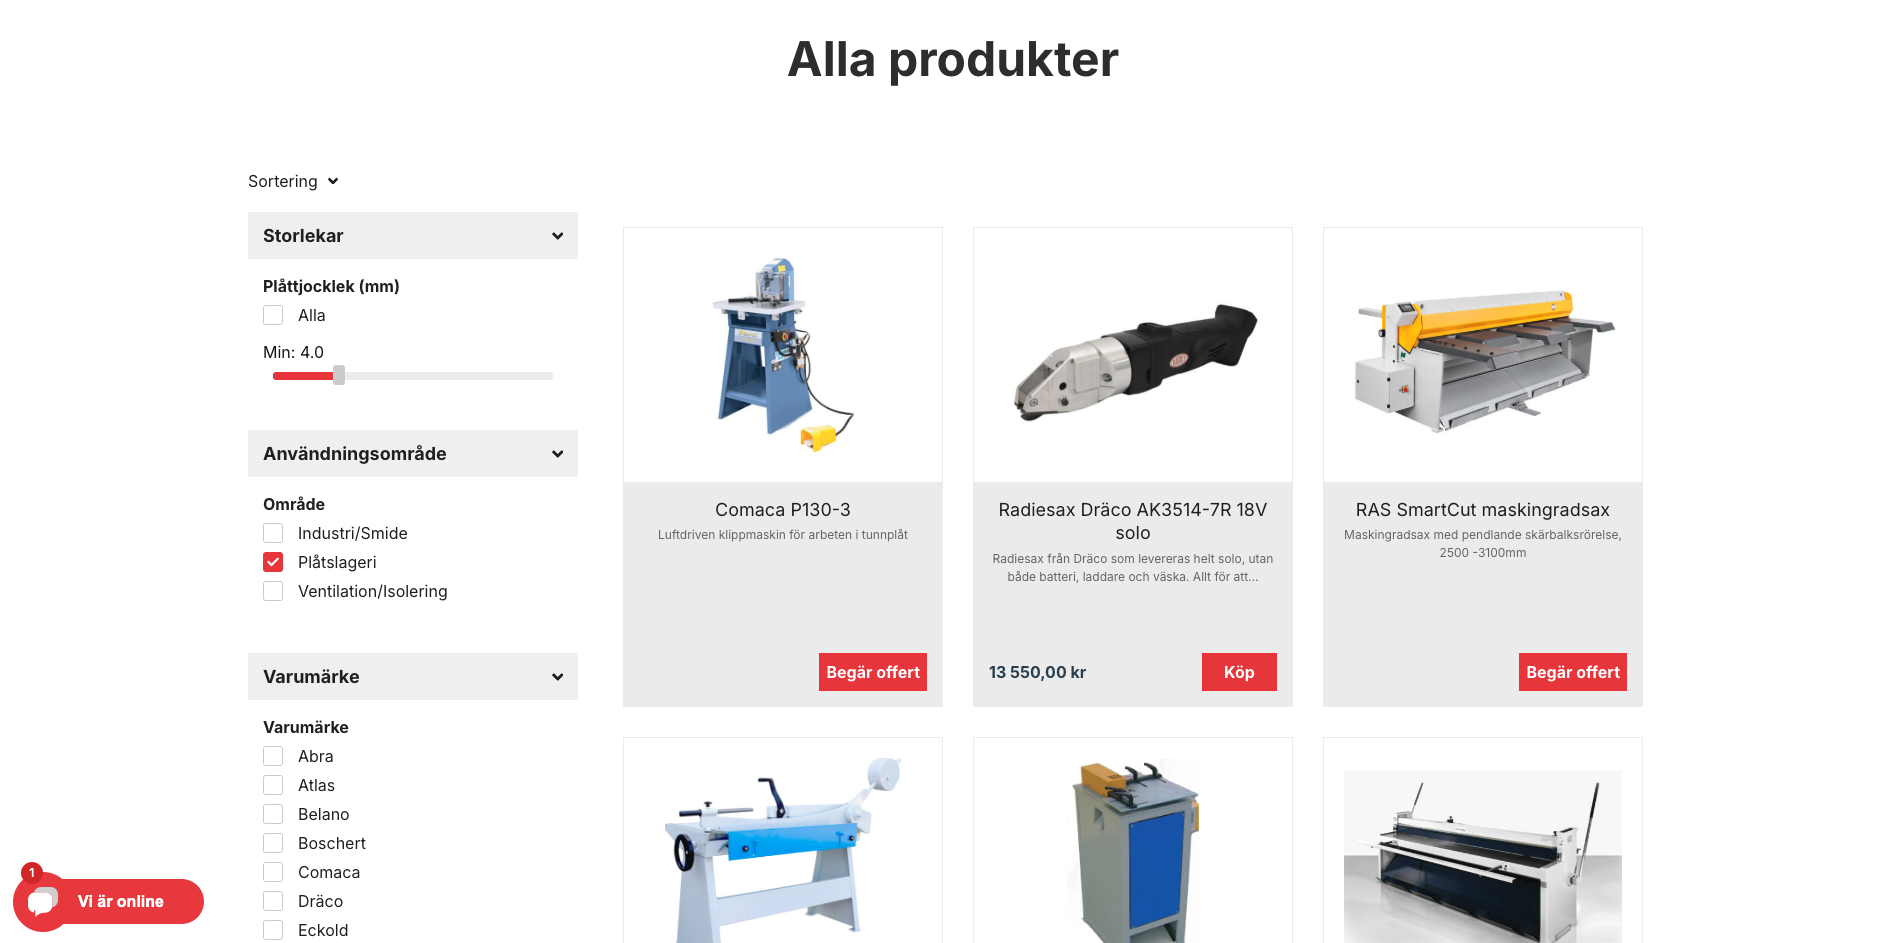 Alla produkter
Sortering
Storlekar
Plåttjocklek (mm)
Alla
Min: 4.0
Användningsområde
Område
Industri/Smide
Plåtslageri
Ventilation/Isolering
Varumärke
Varumärke
Abra
Atlas
Belano
Boschert
Comaca
Dräco
Eckold
Comaca P130-3
Luftdriven klippmaskin för arbeten i tunnplåt
Begär offert
Radiesax Dräco AK3514-7R 18V
solo
Radiesax från Dräco som levereras helt solo, utan
både batteri, laddare och väska. Allt för att...
13 550,00 kr
Köp
RAS SmartCut maskingradsax
Maskingradsax med pendlande skärbalksrörelse,
2500 -3100mm
Begär offert
1
Vi är online